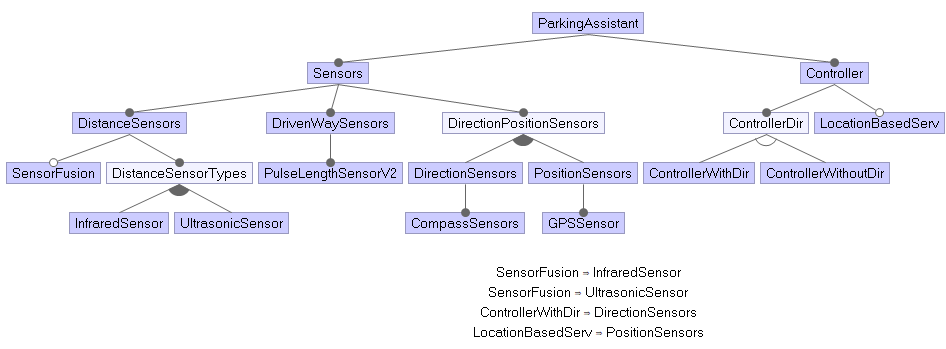 ParkingAssistant
Sensors
Controller
DistanceSensors
DrivenWaySensors
DirectionPositionSensors
ControllerDir
LocationBasedServ
SensorFusion
DistanceSensorTypes
PulseLengthSensorV2
DirectionSensors
PositionSensors
ControllerWithDir
ControllerWithoutDir
InfraredSensor
UltrasonicSensor
CompassSensors
GPSSensor
SensorFusion ⇒ InfraredSensor
SensorFusion ⇒ UltrasonicSensor
ControllerWithDir ⇒ DirectionSensors
LocationBasedServ ⇒ PositionSensors